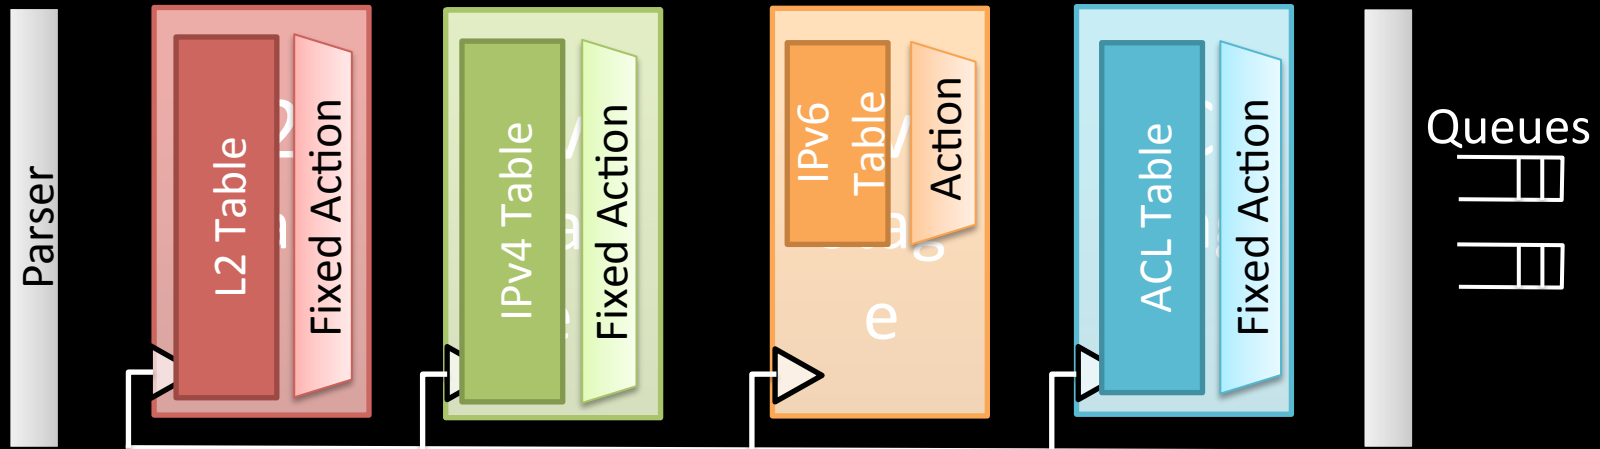 Parser
L2 Table
Fixed Action
IPv4 Table
Fixed Action
IPv6
Table
Action
ACL Table
Fixed Action
Queues